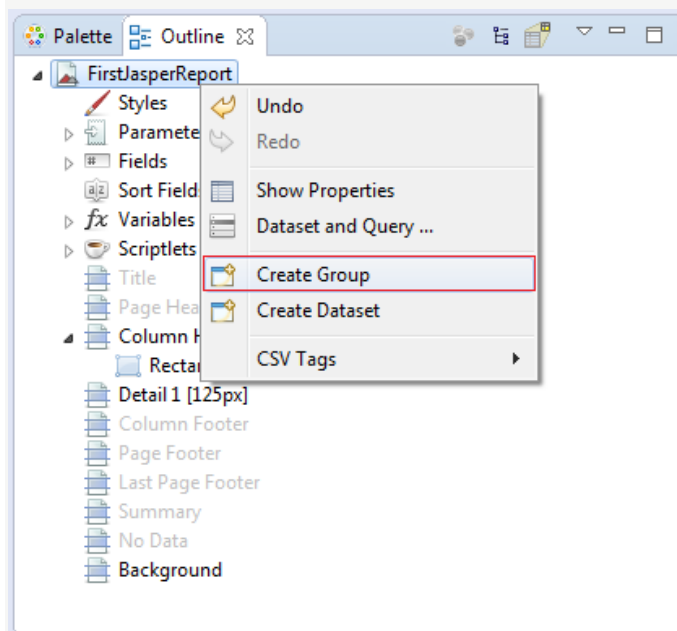 Palette Outline
FirstJasperReport
Styles
Undo
Paramete
Redo
# Fields
a z Sort Field
Show Properties
fx Variables
Dataset and Query ...
Scriptlets
Title
Create Group
Page Hea
Create Dataset
Column H
Rectar
CSV Tags
Detail 1 [125px]
Column Footer
Page Footer
Last Page Footer
Summary
No Data
Background